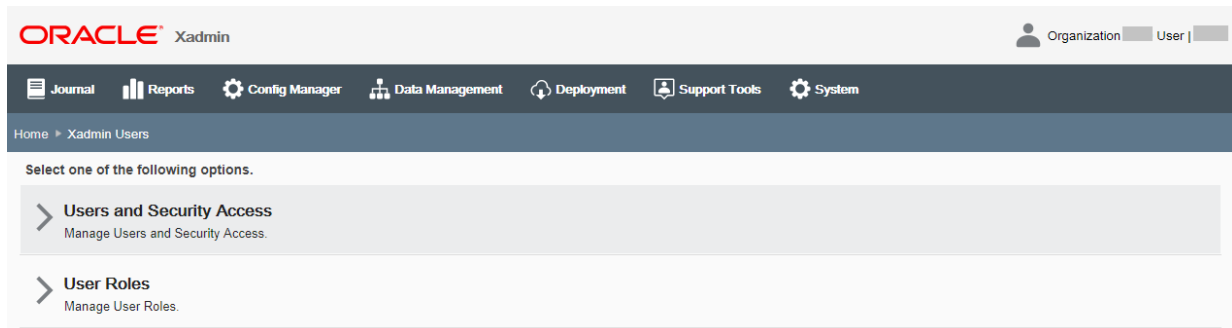 ORACLE® Xadmin
Organization User |
Journal Reports Config Manager Data Management Deployment Support Tools System
Home Xadmin Users
Select one of the following options.
Users and Security Access
Manage Users and Security Access.
User Roles
Manage User Roles.